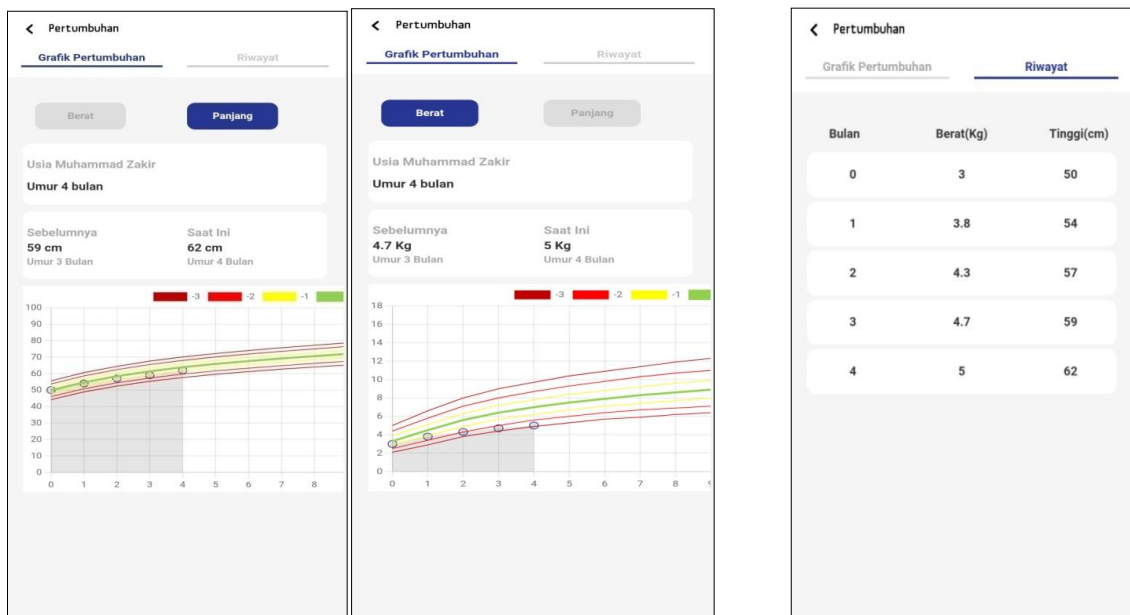 Pertumbuhan
Grafik Pertumbuhan Riwayat
Berat Panjang
Usia Muhammad Zakir
Umur 4 bulan
Sebelumnya Saat Ini
59 cm 62 cm
Umur 3 Bulan Umur 4 Bulan
-3 -2 -1
100
90
80
70
60
50
40
30
20
10
0
0 1 2 3 4 5 6 7 8
Pertumbuhan
Grafik Pertumbuhan Riwayat
Berat Panjang
Usia Muhammad Zakir
Umur 4 bulan
Sebelumnya Saat Ini
4.7 Kg 5 Kg
Umur 3 Bulan Umur 4 Bulan
-3 -2 -1
18
16
14
12
10
8
6
4
2
0
0 1 2 3 4 5 6 7 8
Pertumbuhan
Grafik Pertumbuhan Riwayat
Bulan Berat(Kg) Tinggi(cm)
0 3 50
1 3.8 54
2 4.3 57
3 4.7 59
4 5 62